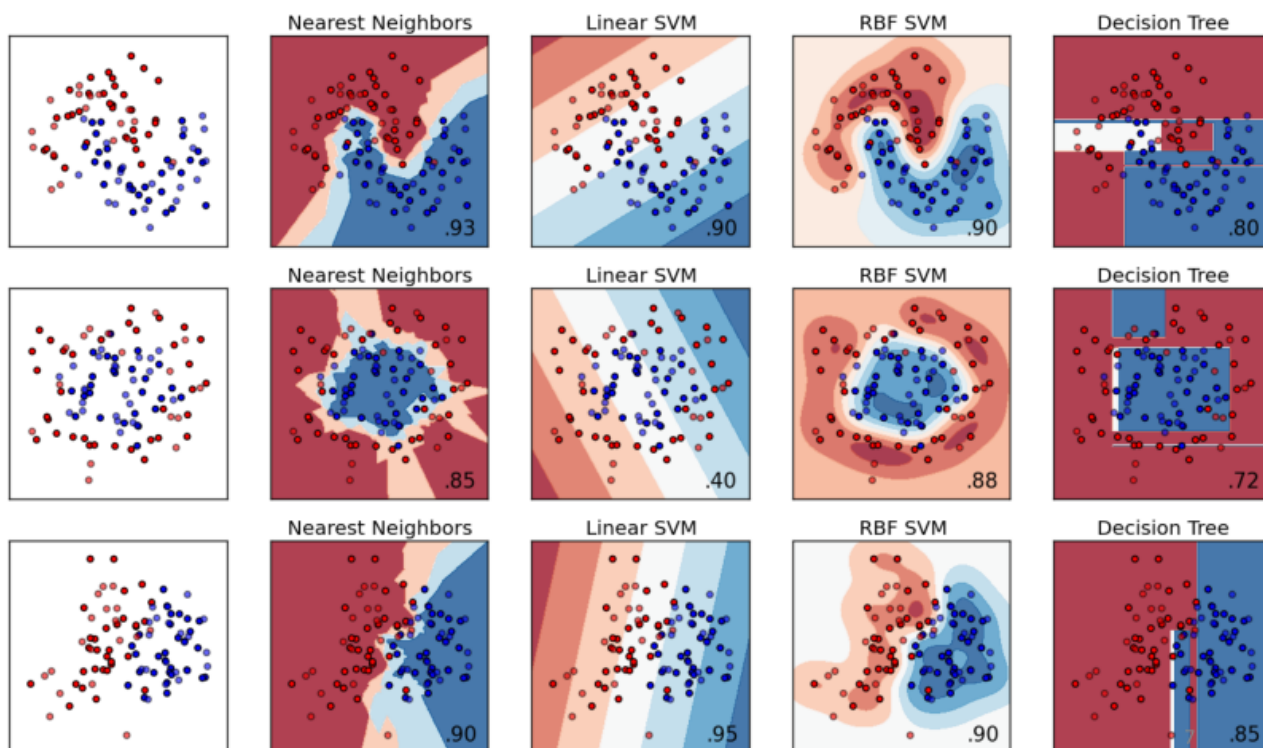 Nearest Neighbors Linear SVM RBF SVM Decision Tree
.93 .90 .90 .80
Nearest Neighbors Linear SVM RBF SVM Decision Tree
.85 .40 .88 .72
Nearest Neighbors Linear SVM RBF SVM Decision Tree
.90 .95 .90 .85